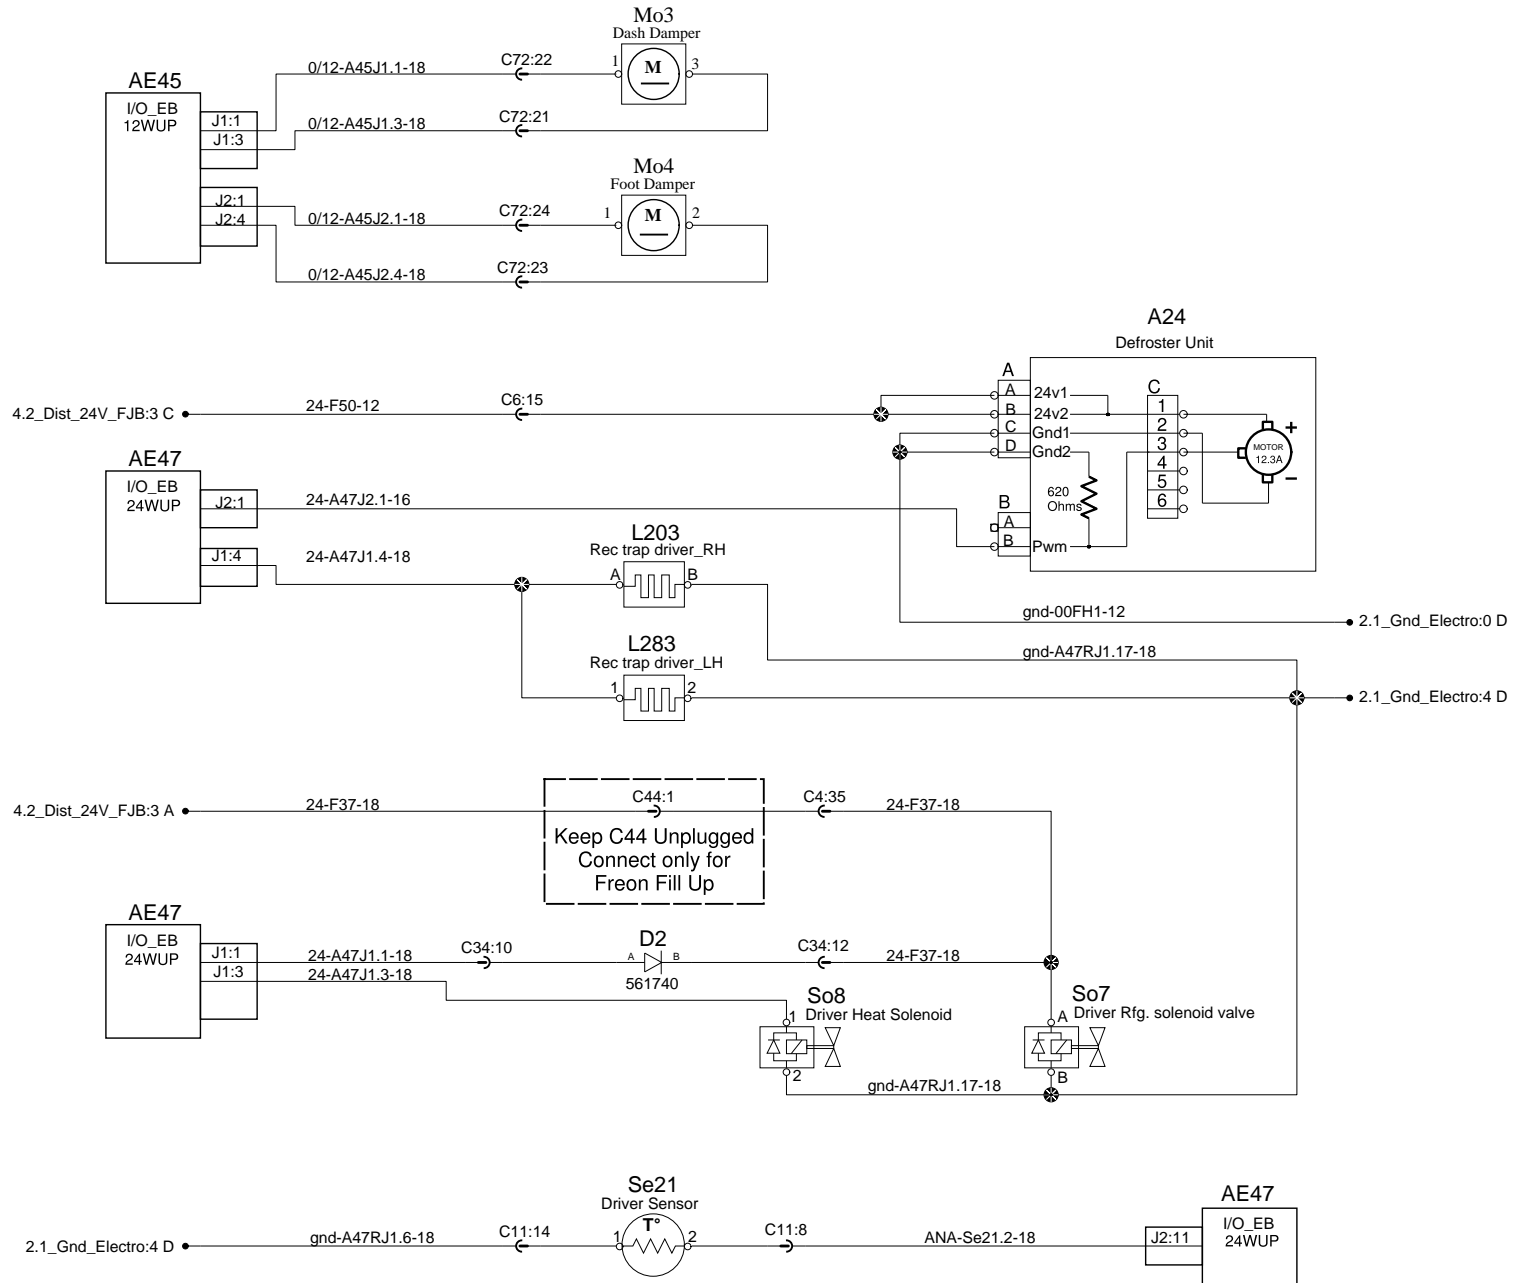 Mo3
Dash Damper
0/12-A45J1.1-18
C72:22
1
M
3
AE45
I/O_EB
12WUP
J1:1
J1:3
0/12-A45J1.3-18
C72:21
Mo4
Foot Damper
J2:1
J2:4
0/12-A45J2.1-18
C72:24
1
M
2
0/12-A45J2.4-18
C72:23
A24
Defroster Unit
4.2_Dist_24V_FJB:3 C
24-F50-12
C6:15
A
A
24v1
B
24v2
C
Gnd1
D
Gnd2
C
1
2
3
4
5
6
MOTOR
12.3A
+
−
620
Ohms
B
A
B
Pwm
AE47
I/O_EB
24WUP
J2:1
24-A47J2.1-16
J1:4
24-A47J1.4-18
L203
Rec trap driver_RH
A
B
gnd-00FH1-12
2.1_Gnd_Electro:0 D
L283
Rec trap driver_LH
1
2
gnd-A47RJ1.17-18
2.1_Gnd_Electro:4 D
4.2_Dist_24V_FJB:3 A
24-F37-18
C44:1
C4:35
24-F37-18
Keep C44 Unplugged
Connect only for
Freon Fill Up
AE47
I/O_EB
24WUP
J1:1
J1:3
24-A47J1.1-18
24-A47J1.3-18
C34:10
D2
A
B
561740
C34:12
24-F37-18
So8
Driver Heat Solenoid
1
2
So7
Driver Rfg. solenoid valve
A
B
gnd-A47RJ1.17-18
Se21
Driver Sensor
T°
2.1_Gnd_Electro:4 D
gnd-A47RJ1.6-18
C11:14
1
2
C11:8
ANA-Se21.2-18
J2:11
AE47
I/O_EB
24WUP